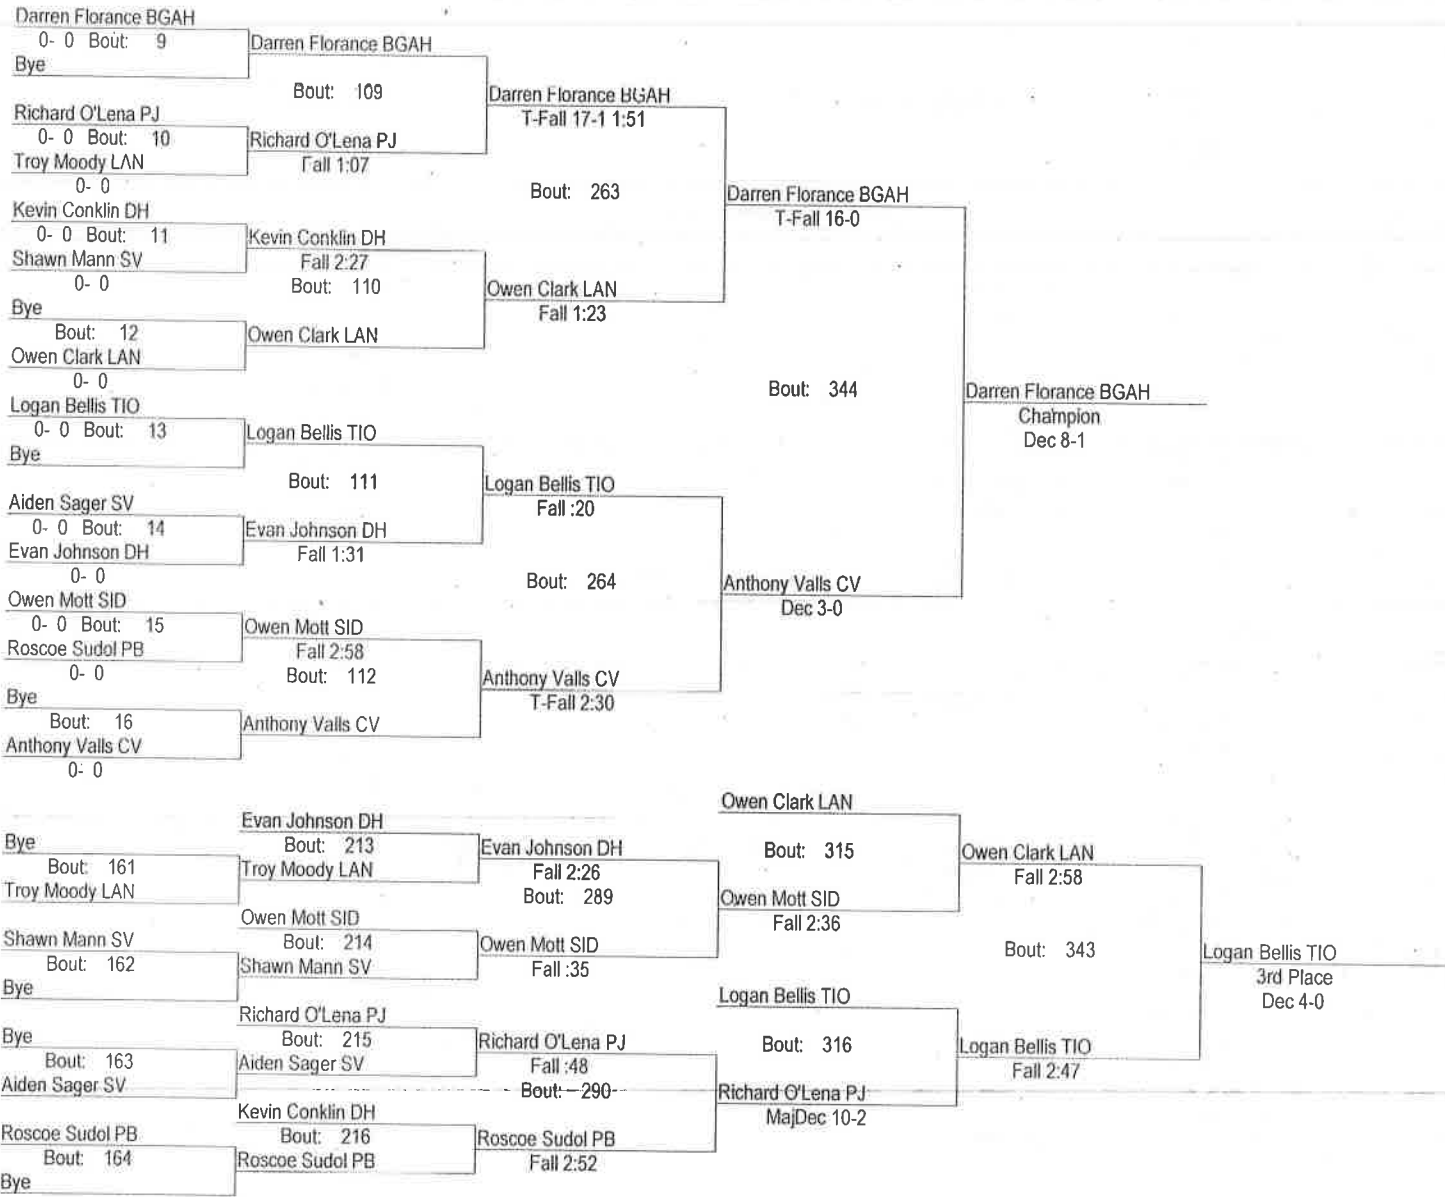 Darren Florance BGAH
0- 0 Bout: 9
Bye
Darren Florance BGAH
Bout: 109
Richard O'Lena PJ
0- 0 Bout: 10
Troy Moody LAN
0- 0
Richard O'Lena PJ
Fall 1:07
Darren Florance BGAH
T-Fall 17-1 1:51
Bout: 263
Kevin Conklin DH
0- 0 Bout: 11
Shawn Mann SV
0- 0
Kevin Conklin DH
Fall 2:27
Bout: 110
Bye
Bout: 12
Owen Clark LAN
0- 0
Owen Clark LAN
Owen Clark LAN
Fall 1:23
Darren Florance BGAH
T-Fall 16-0
Bout: 344
Logan Bellis TIO
0- 0 Bout: 13
Bye
Logan Bellis TIO
Bout: 111
Aiden Sager SV
0- 0 Bout: 14
Evan Johnson DH
0- 0
Evan Johnson DH
Fall 1:31
Logan Bellis TIO
Fall :20
Bout: 264
Owen Mott SID
0- 0 Bout: 15
Roscoe Sudol PB
0- 0
Owen Mott SID
Fall 2:58
Bout: 112
Bye
Bout: 16
Anthony Valls CV
0- 0
Anthony Valls CV
Anthony Valls CV
T-Fall 2:30
Anthony Valls CV
Dec 3-0
Darren Florance BGAH
Champion
Dec 8-1
Bye
Bout: 161
Troy Moody LAN
Evan Johnson DH
Bout: 213
Troy Moody LAN
Evan Johnson DH
Fall 2:26
Bout: 289
Shawn Mann SV
Bout: 162
Bye
Owen Mott SID
Bout: 214
Shawn Mann SV
Owen Mott SID
Fall :35
Owen Clark LAN
Bout: 315
Owen Mott SID
Fall 2:36
Owen Clark LAN
Fall 2:58
Bout: 343
Bye
Bout: 163
Aiden Sager SV
Richard O'Lena PJ
Bout: 215
Aiden Sager SV
Richard O'Lena PJ
Fall :48
Bout: 290
Roscoe Sudol PB
Bout: 164
Bye
Kevin Conklin DH
Bout: 216
Roscoe Sudol PB
Roscoe Sudol PB
Fall 2:52
Logan Bellis TIO
Bout: 316
Richard O'Lena PJ
MajDec 10-2
Logan Bellis TIO
Fall 2:47
Logan Bellis TIO
3rd Place
Dec 4-0